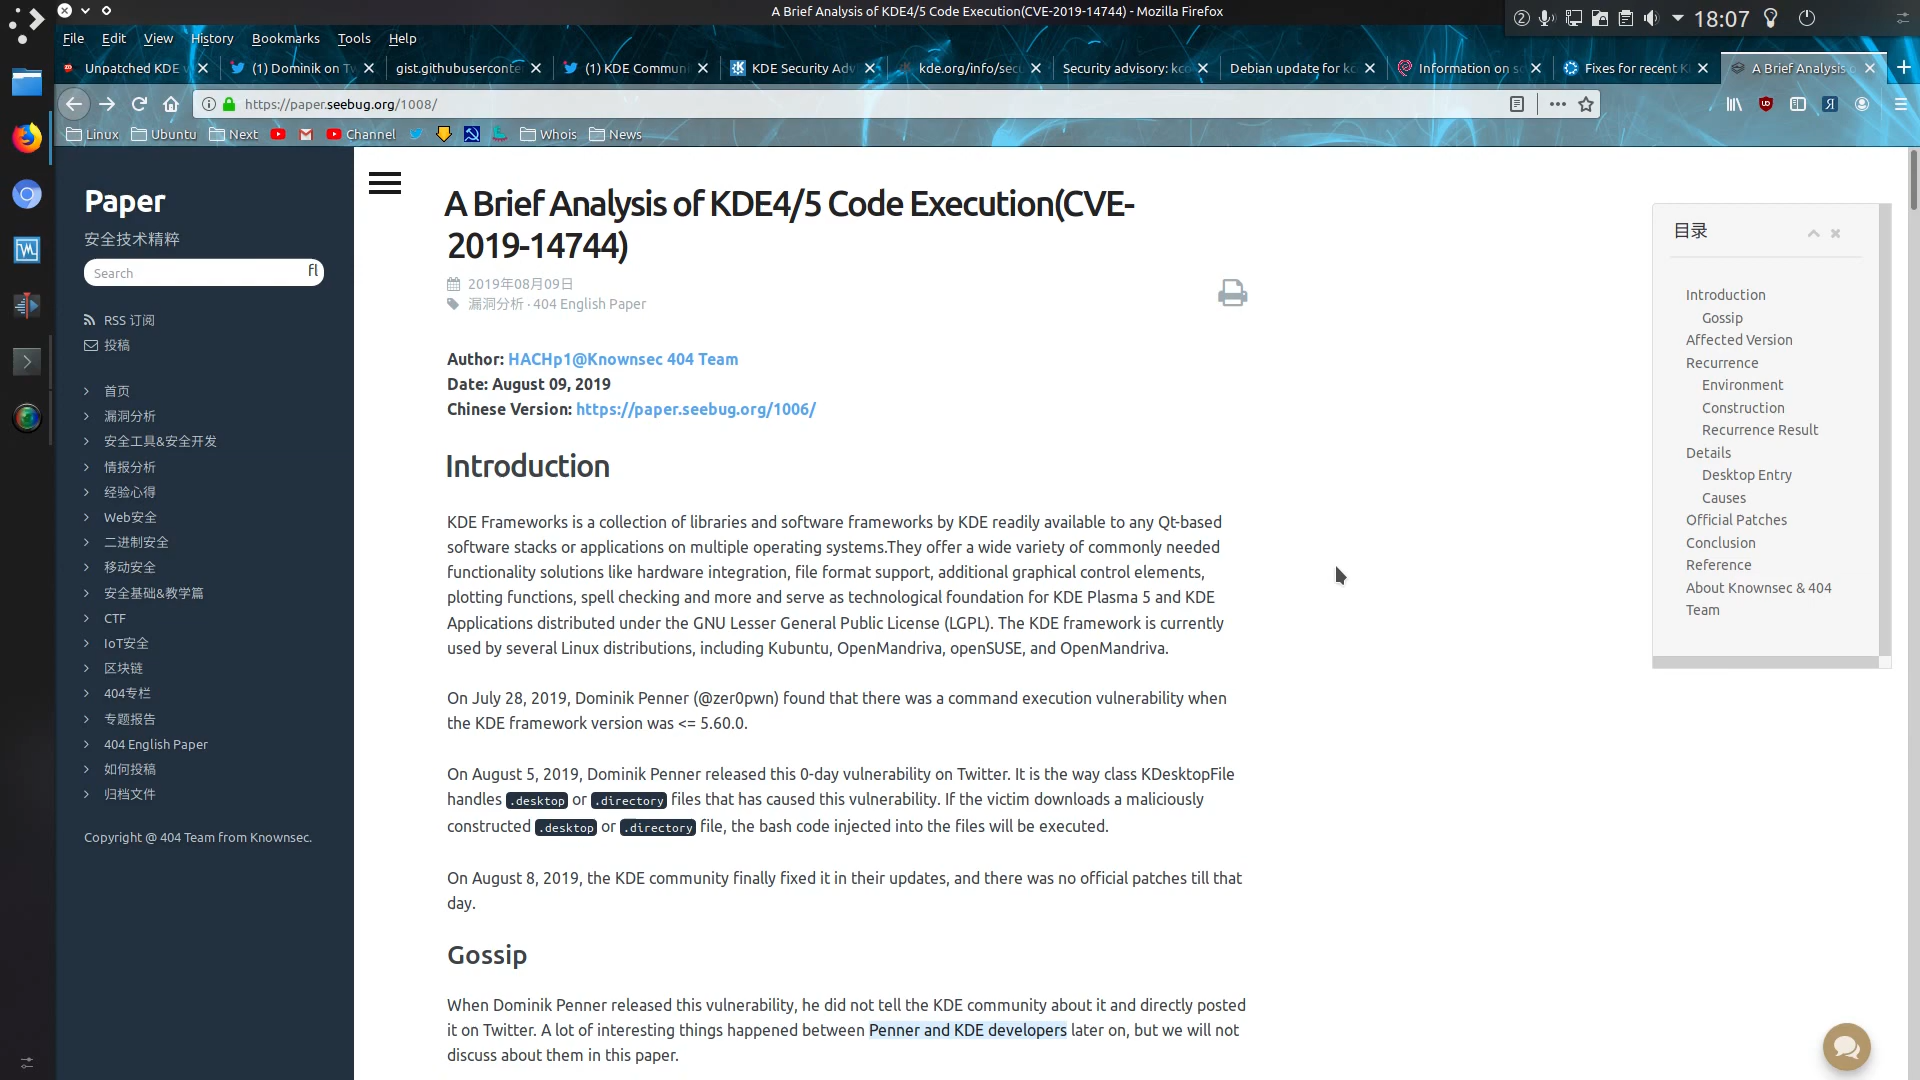 A Brief Analysis of KDE4/5 Code Execution(CVE-2019-14744) - Mozilla Firefox
2
18:07
File Edit View History Bookmarks Tools Help
Unpatched KDE
(1) Dominik on Tw
gist.githubuserconte
(1) KDE Commun
KDE Security Adv
kde.org/info/secu
Security advisory: kco
Debian update for kc
Information on so
Fixes for recent K
A Brief Analysis o
https://paper.seebug.org/1008/
Linux Ubuntu Next Channel Whois News
Paper
安全技术精粹
Search
fl
RSS 订阅
投稿
首页
漏洞分析
安全工具&安全开发
情报分析
经验心得
Web安全
二进制安全
移动安全
安全基础&教学篇
CTF
IoT安全
区块链
404专栏
专题报告
404 English Paper
如何投稿
归档文件
Copyright @ 404 Team from Knownsec.
A Brief Analysis of KDE4/5 Code Execution(CVE-
2019-14744)
2019年08月09日
漏洞分析 · 404 English Paper
Author: HACHp1@Knownsec 404 Team
Date: August 09, 2019
Chinese Version: https://paper.seebug.org/1006/
Introduction
KDE Frameworks is a collection of libraries and software frameworks by KDE readily available to any Qt-based
software stacks or applications on multiple operating systems.They offer a wide variety of commonly needed
functionality solutions like hardware integration, file format support, additional graphical control elements,
plotting functions, spell checking and more and serve as technological foundation for KDE Plasma 5 and KDE
Applications distributed under the GNU Lesser General Public License (LGPL). The KDE framework is currently
used by several Linux distributions, including Kubuntu, OpenMandriva, openSUSE, and OpenMandriva.
On July 28, 2019, Dominik Penner (@zer0pwn) found that there was a command execution vulnerability when
the KDE framework version was <= 5.60.0.
On August 5, 2019, Dominik Penner released this 0-day vulnerability on Twitter. It is the way class KDesktopFile
handles .desktop or .directory files that has caused this vulnerability. If the victim downloads a maliciously
constructed .desktop or .directory file, the bash code injected into the files will be executed.
On August 8, 2019, the KDE community finally fixed it in their updates, and there was no official patches till that
day.
Gossip
When Dominik Penner released this vulnerability, he did not tell the KDE community about it and directly posted
it on Twitter. A lot of interesting things happened between Penner and KDE developers later on, but we will not
discuss about them in this paper.
目录
Introduction
Gossip
Affected Version
Recurrence
Environment
Construction
Recurrence Result
Details
Desktop Entry
Causes
Official Patches
Conclusion
Reference
About Knownsec & 404
Team